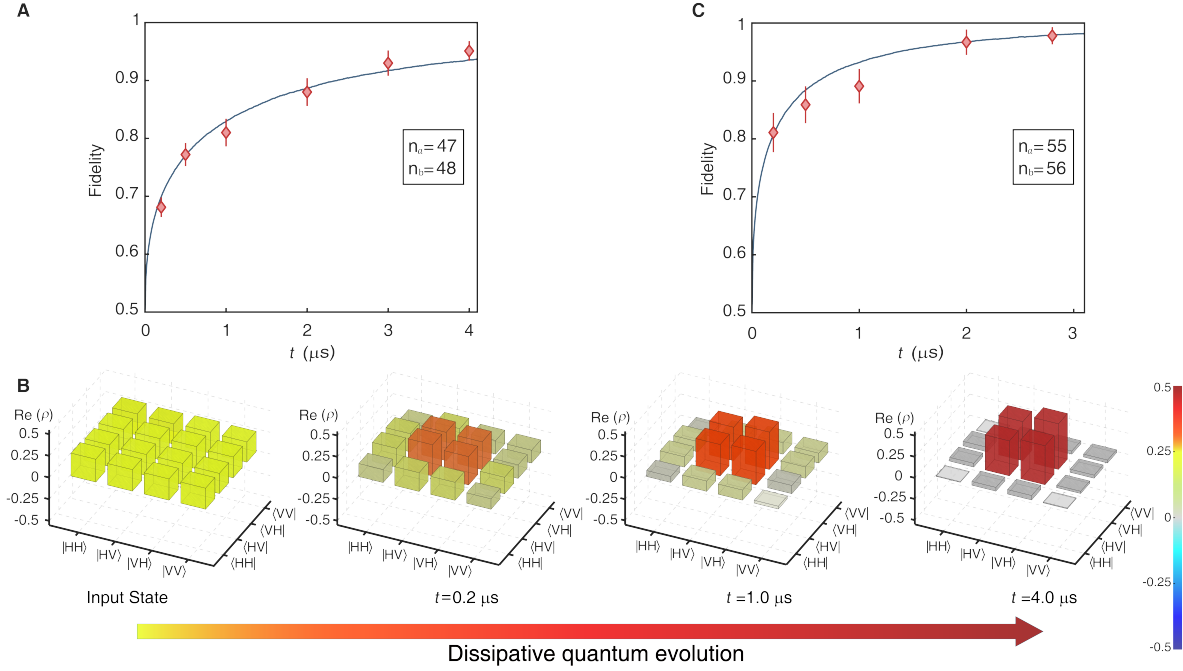 A
C
1
0.9
0.8
0.7
0.6
0.5
Fidelity
0
1
2
3
4
t (μs)
nₐ= 47
n_b= 48
1
0.9
0.8
0.7
0.6
0.5
Fidelity
0
1
2
3
t (μs)
nₐ= 55
n_b= 56
B
Re (ρ)
0.5
0.25
0
-0.25
-0.5
|HH⟩
|HV⟩
|VH⟩
|VV⟩
⟨HH|
⟨HV|
⟨VH|
⟨VV|
Input State
Re (ρ)
0.5
0.25
0
-0.25
-0.5
|HH⟩
|HV⟩
|VH⟩
|VV⟩
⟨HH|
⟨HV|
⟨VH|
⟨VV|
t=0.2 μs
Re (ρ)
0.5
0.25
0
-0.25
-0.5
|HH⟩
|HV⟩
|VH⟩
|VV⟩
⟨HH|
⟨HV|
⟨VH|
⟨VV|
t =1.0 μs
Re (ρ)
0.5
0.25
0
-0.25
-0.5
|HH⟩
|HV⟩
|VH⟩
|VV⟩
⟨HH|
⟨HV|
⟨VH|
⟨VV|
t =4.0 μs
0.5
0.25
0
-0.25
-0.5
Dissipative quantum evolution